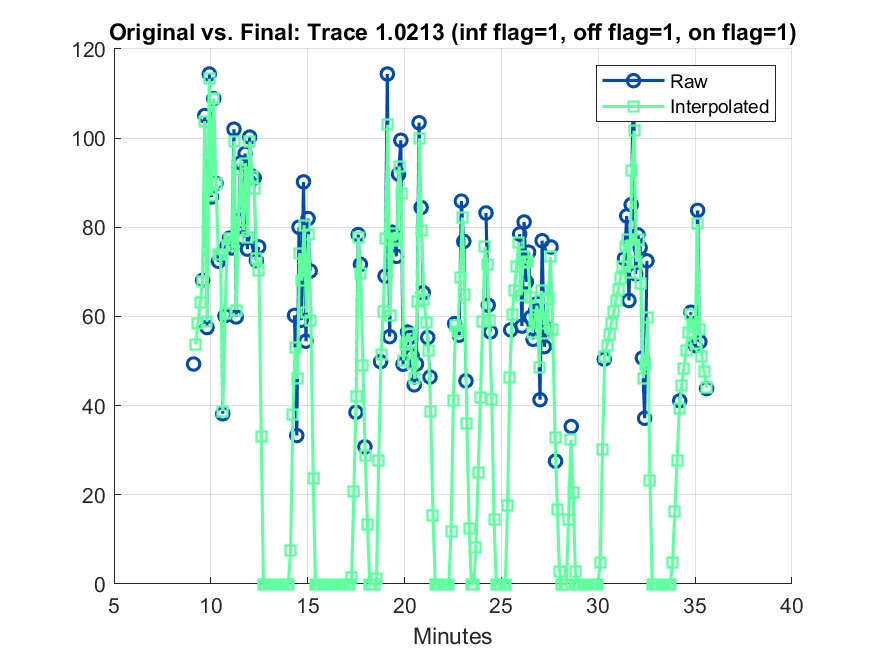 Original vs. Final: Trace 1.0213 (inf flag=1, off flag=1, on flag=1)
120
100
80
60
40
20
0
Raw
Interpolated
5 10 15 20 25 30 35 40
Minutes